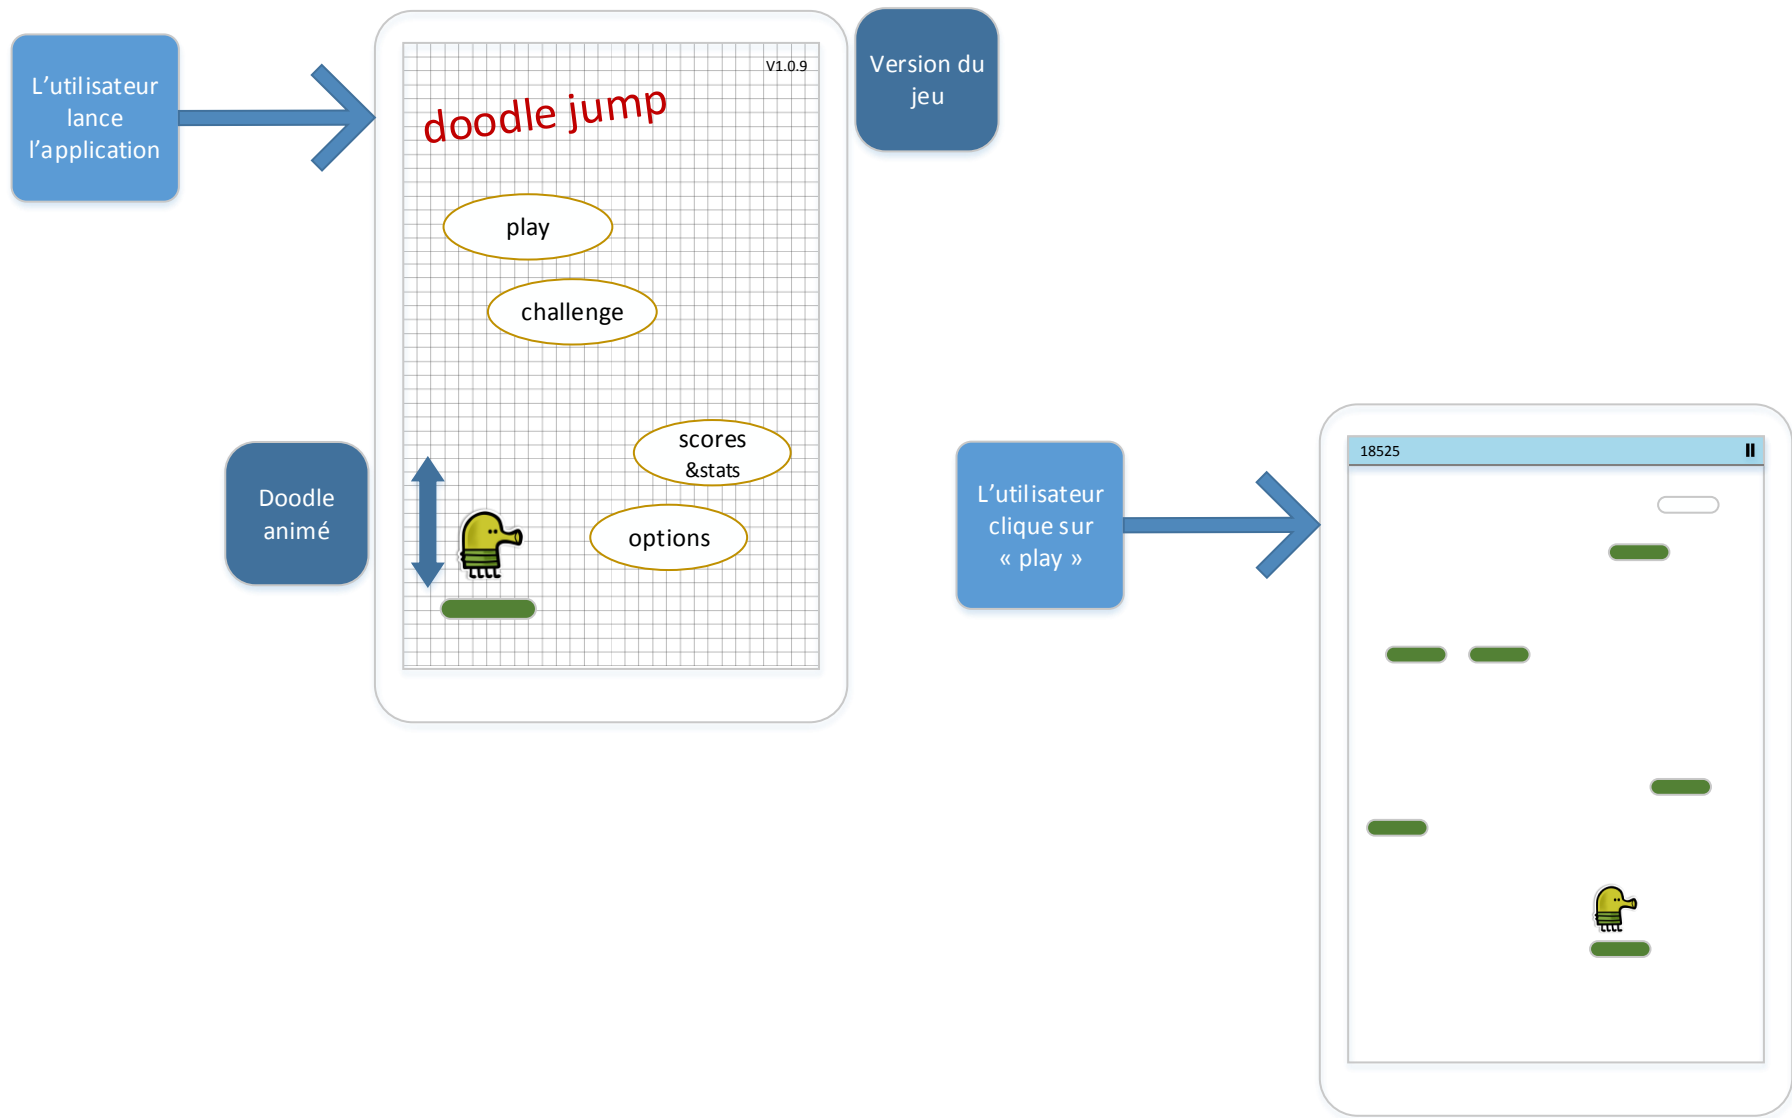 L'utilisateur
lance
l'application
V1.0.9
doodle jump
play
challenge
scores
&stats
options
Version du
jeu
Doodle
animé
L'utilisateur
clique sur
« play »
18525